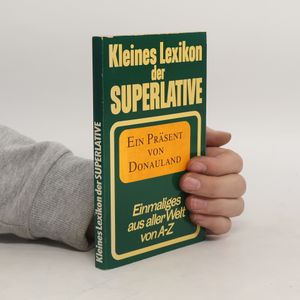 Kleines Lexikon
der
SUPERLATIVE
EIN PRÄSENT
VON
DONAULAND
Einmaliges
aus aller Welt
von A-Z
Kleines Lexikon der SUPERLATIVE